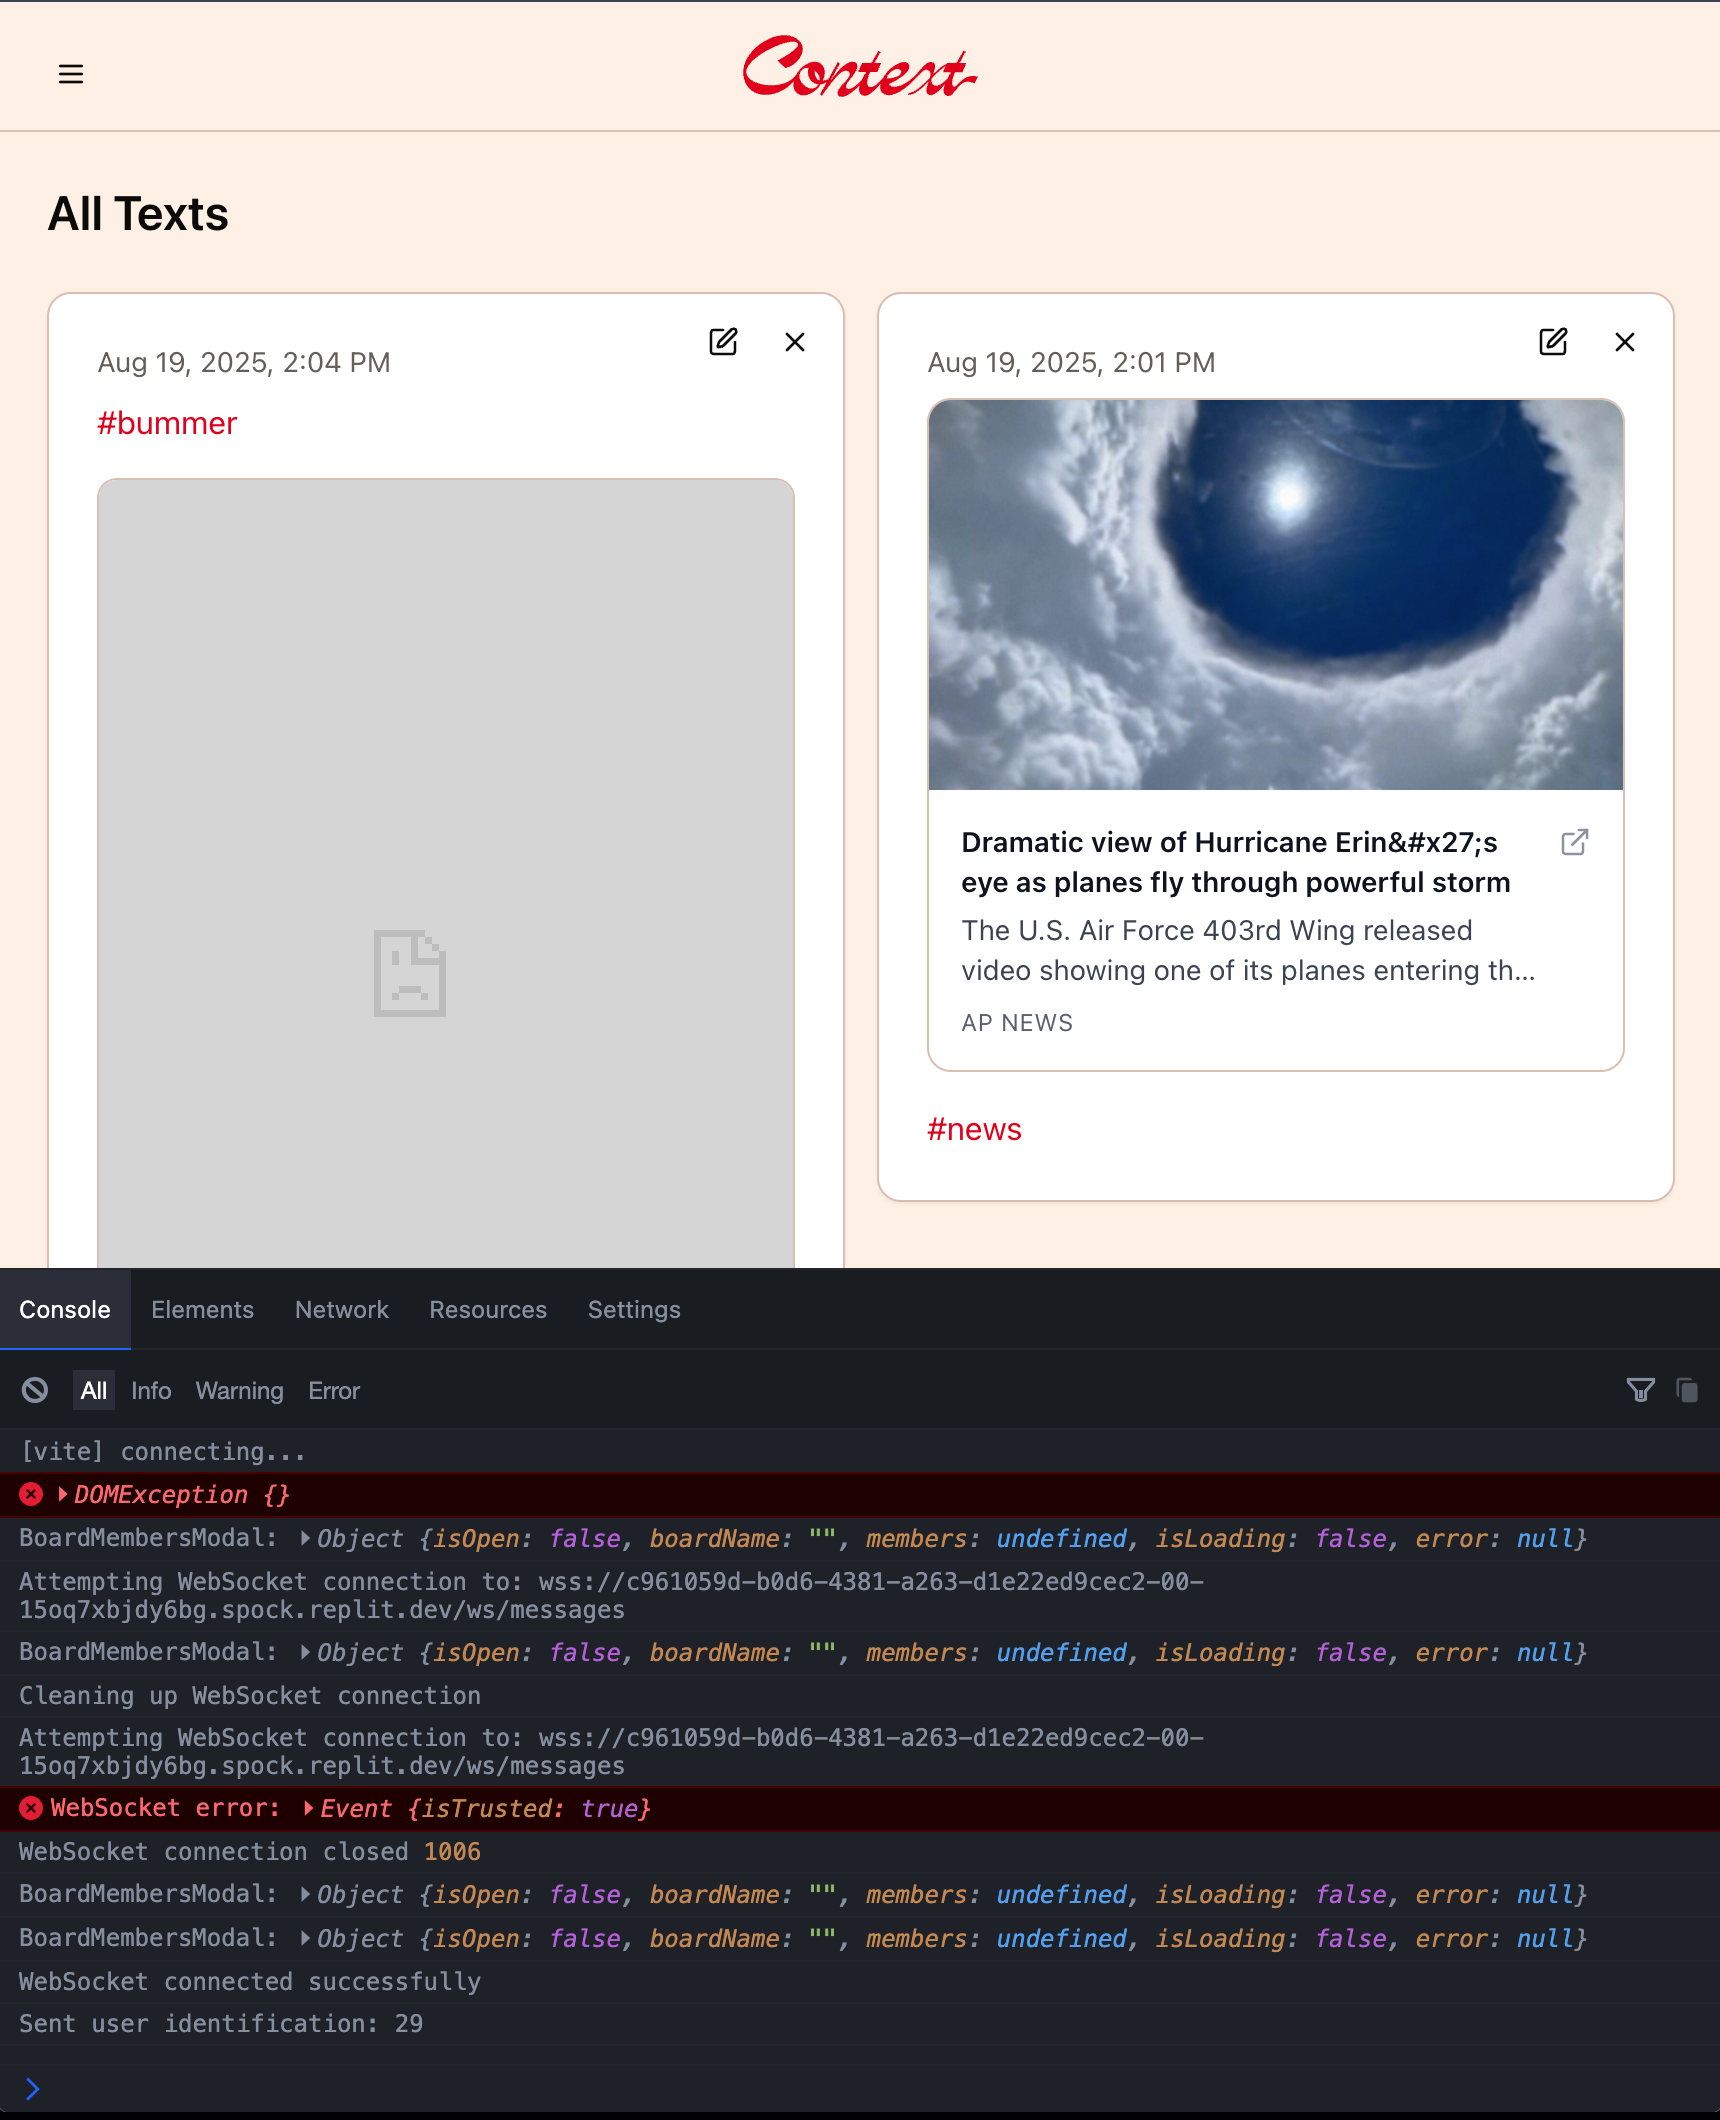 Context
All Texts
Aug 19, 2025, 2:04 PM
#bummer
Aug 19, 2025, 2:01 PM
Dramatic view of Hurricane Erin&#x27;s
eye as planes fly through powerful storm
The U.S. Air Force 403rd Wing released
video showing one of its planes entering th...
AP NEWS
#news
Console Elements Network Resources Settings
All Info Warning Error
[vite] connecting...
DOMException {}
BoardMembersModal: Object {isOpen: false, boardName: "", members: undefined, isLoading: false, error: null}
Attempting WebSocket connection to: wss://c961059d-b0d6-4381-a263-d1e22ed9cec2-00-
15oq7xbjdy6bg.spock.replit.dev/ws/messages
BoardMembersModal: Object {isOpen: false, boardName: "", members: undefined, isLoading: false, error: null}
Cleaning up WebSocket connection
Attempting WebSocket connection to: wss://c961059d-b0d6-4381-a263-d1e22ed9cec2-00-
15oq7xbjdy6bg.spock.replit.dev/ws/messages
WebSocket error: Event {isTrusted: true}
WebSocket connection closed 1006
BoardMembersModal: Object {isOpen: false, boardName: "", members: undefined, isLoading: false, error: null}
BoardMembersModal: Object {isOpen: false, boardName: "", members: undefined, isLoading: false, error: null}
WebSocket connected successfully
Sent user identification: 29